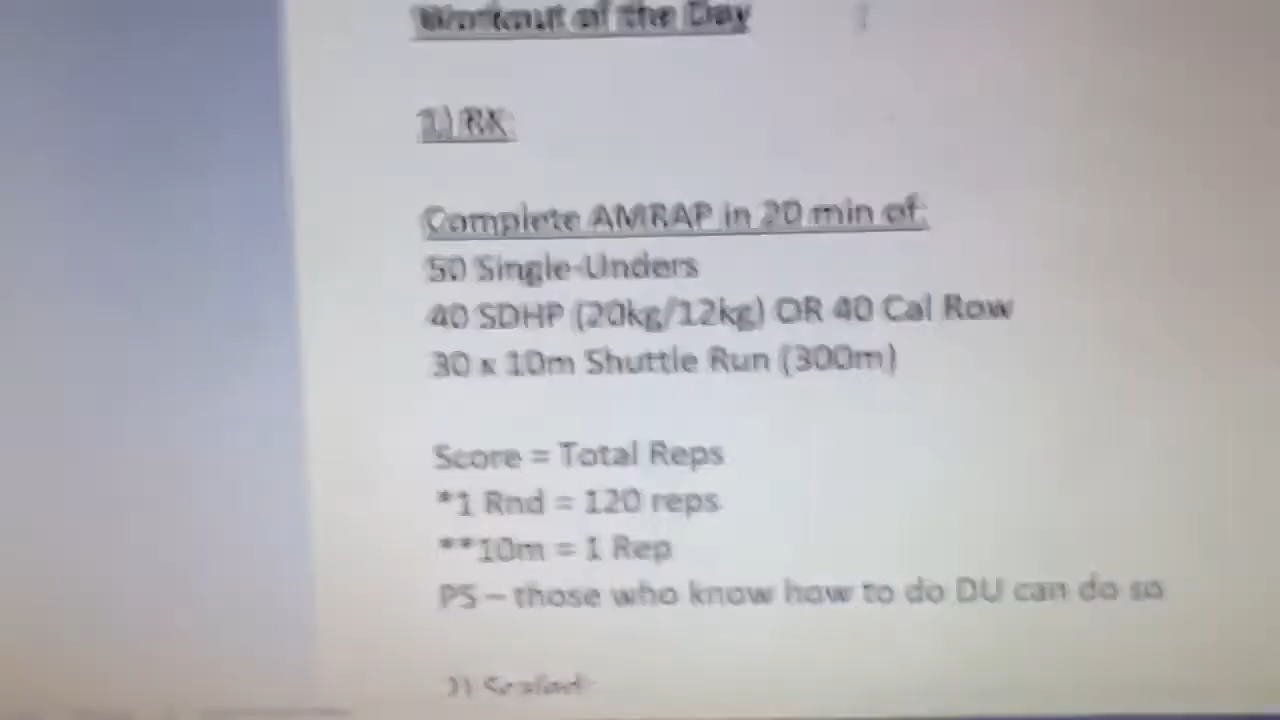 Workout of the Day
1) RX
Complete AMRAP in 20 min of:
50 Single-Unders
40 SDHP (20kg/12kg) OR 40 Cal Row
30 x 10m Shuttle Run (300m)
Score = Total Reps
*1 Rnd = 120 reps
**10m = 1 Rep
PS – those who know how to do DU can do so
2) Scaled: